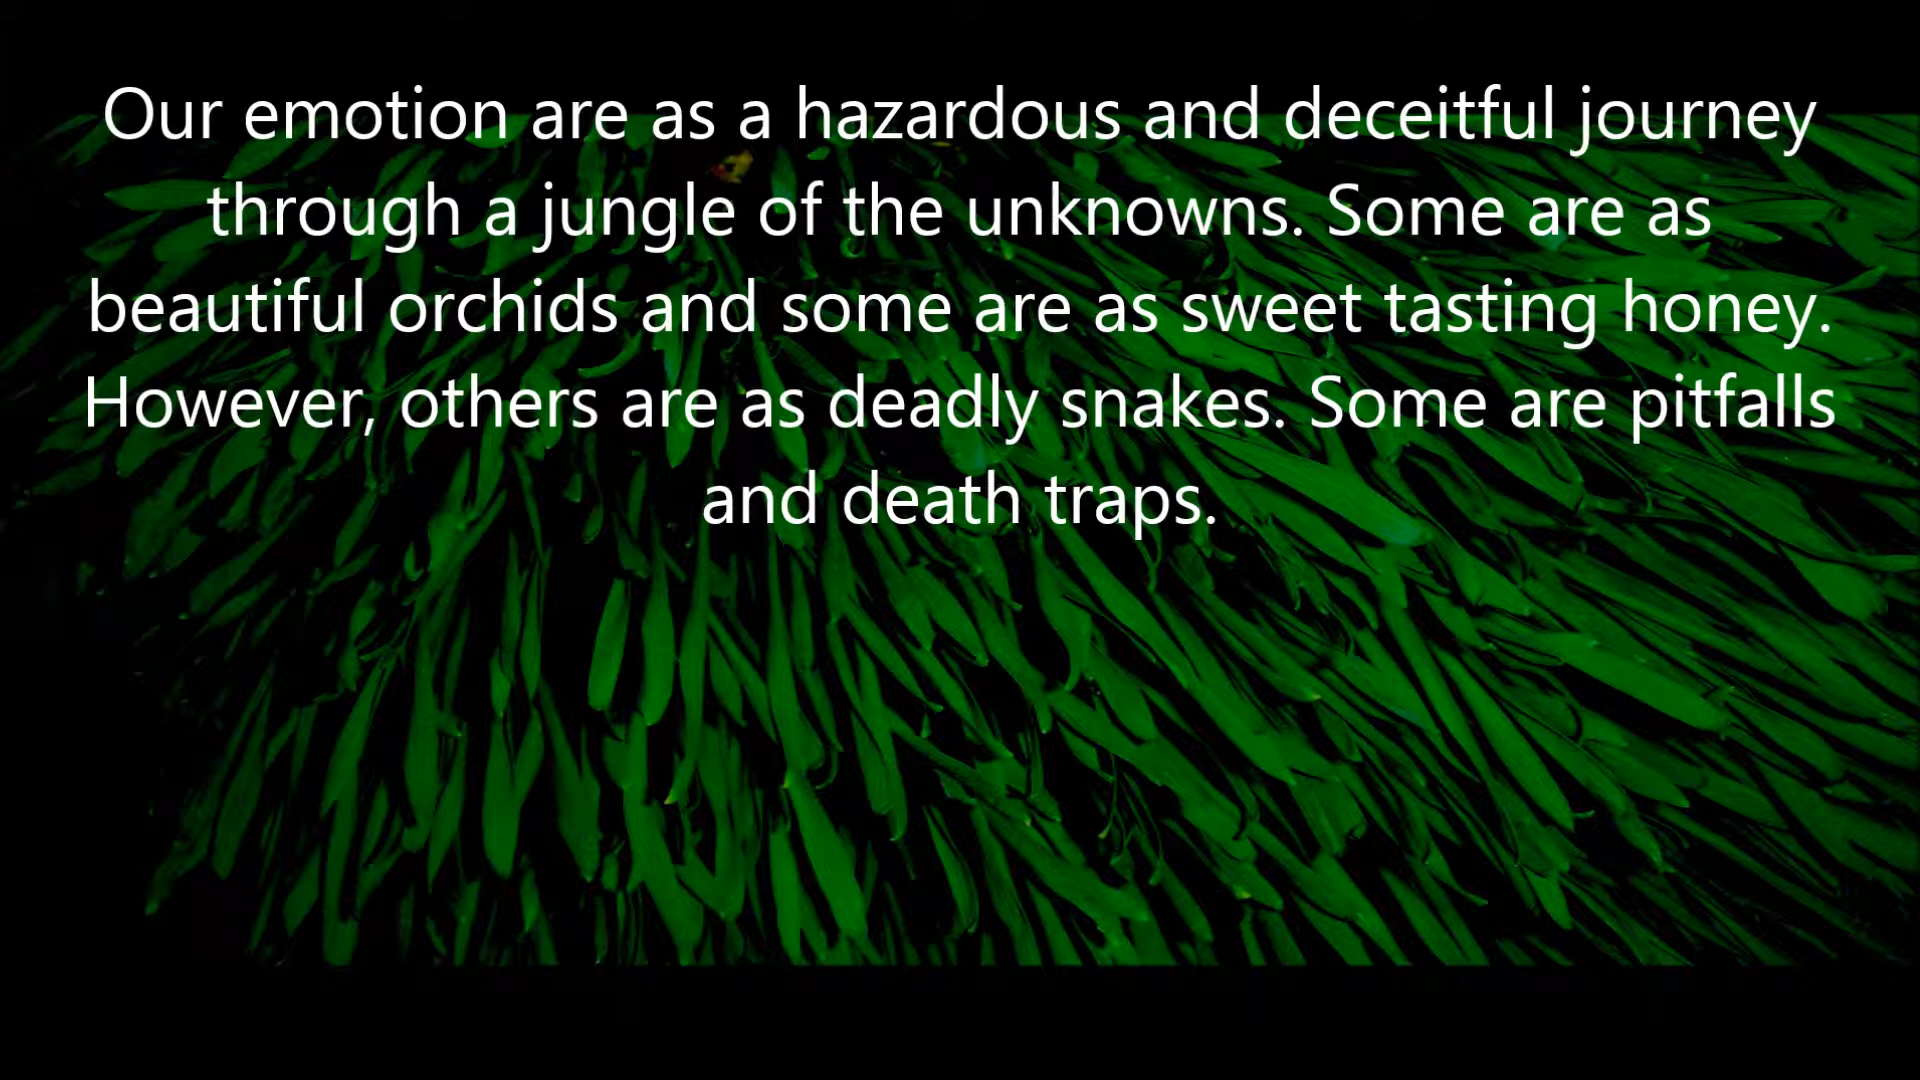 Our emotion are as a hazardous and deceitful journey
through a jungle of the unknowns. Some are as
beautiful orchids and some are as sweet tasting honey.
However, others are as deadly snakes. Some are pitfalls
and death traps.